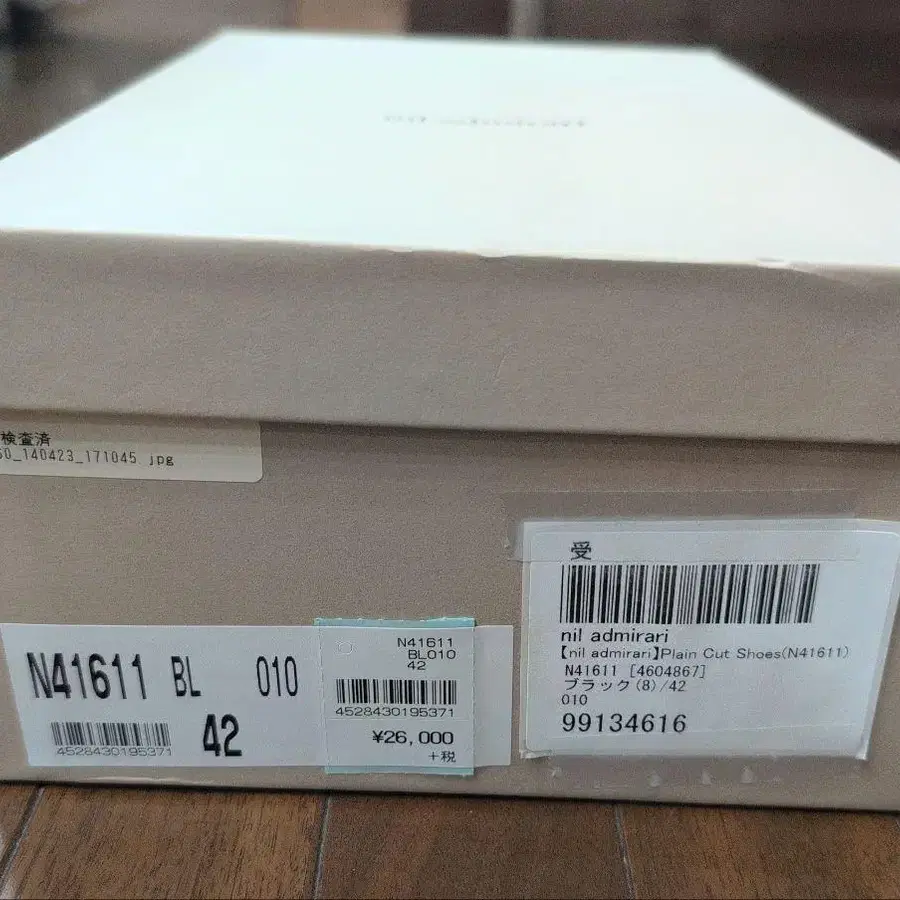 検査済
50_140423_171045.jpg
N41611 BL 010
4528430195371
42
N41611
BL010
42
4528430195371
¥26,000
+税
受
nil admirari
【nil admirari】Plain Cut Shoes(N41611)
N41611 [4604867]
ブラック(8)/42
010
99134616